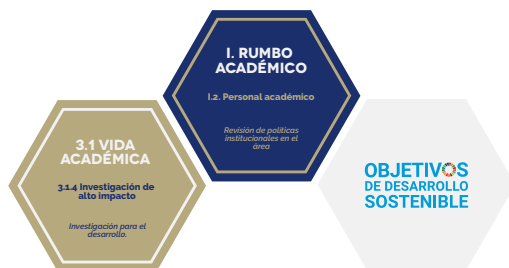 I. RUMBO
ACADÉMICO
I.2. Personal académico
Revisión de políticas
institucionales en el
área
3.1 VIDA
ACADÉMICA
3.1.4 Investigación de
alto impacto
Investigación para el
desarrollo.
OBJETIVOS
DE DESARROLLO
SOSTENIBLE